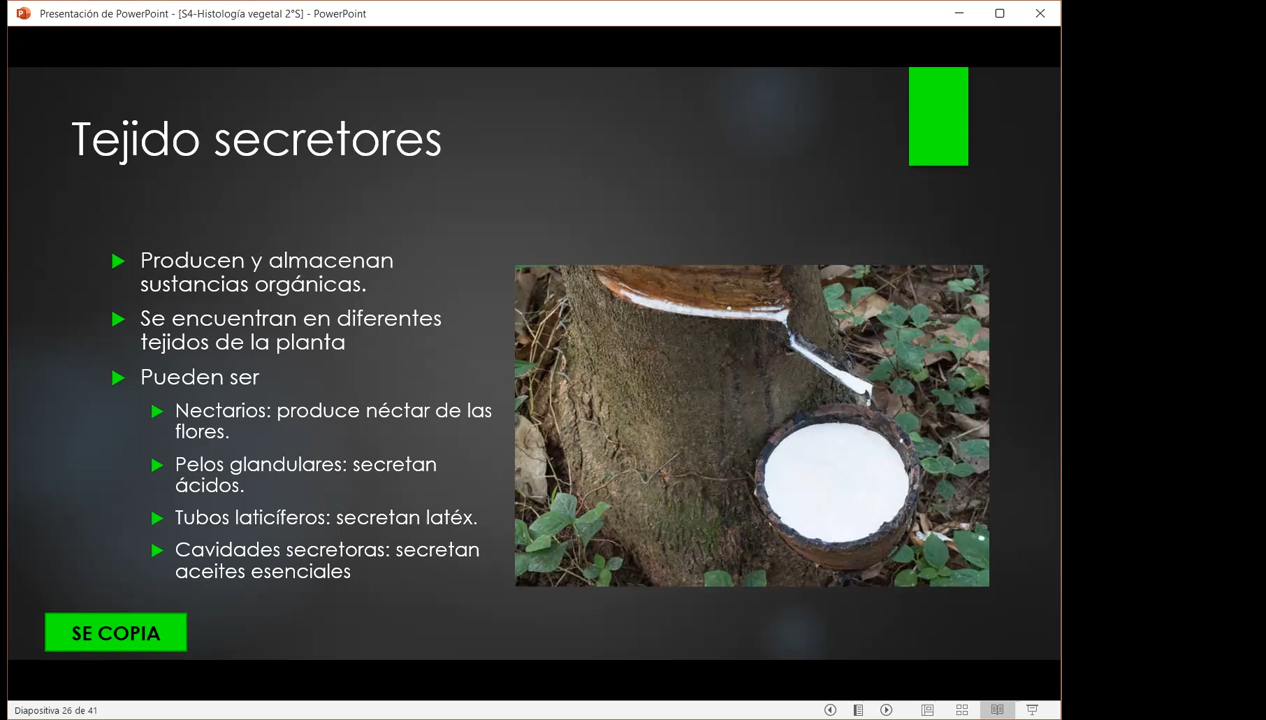 Presentación de PowerPoint - [S4-Histología vegetal 2°S] - PowerPoint
Tejido secretores
Producen y almacenan
sustancias orgánicas.
Se encuentran en diferentes
tejidos de la planta
Pueden ser
Nectarios: produce néctar de las
flores.
Pelos glandulares: secretan
ácidos.
Tubos laticíferos: secretan latéx.
Cavidades secretoras: secretan
aceites esenciales
SE COPIA
Diapositiva 26 de 41